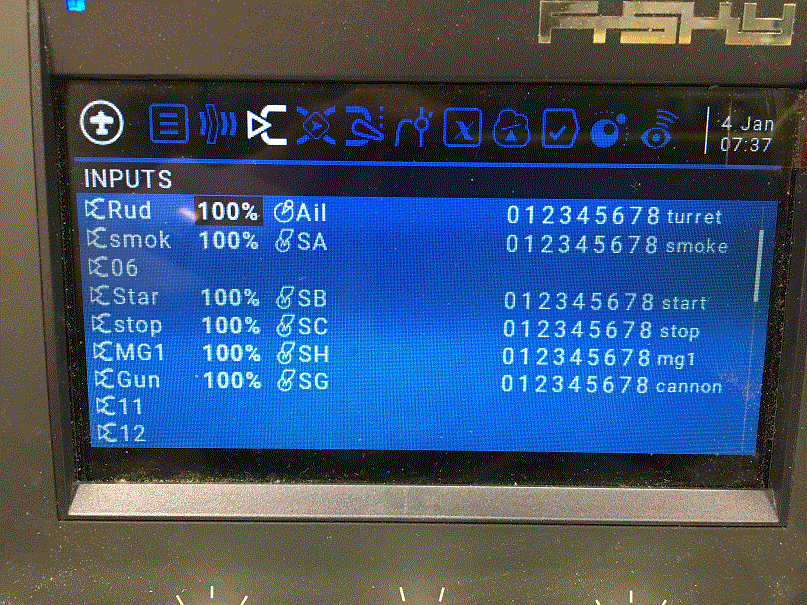 FrSKY
4 Jan
07:37
INPUTS
Rud 100% Ail 012345678 turret
smok 100% SA 012345678 smoke
06
Star 100% SB 012345678 start
stop 100% SC 012345678 stop
MG1 100% SH 012345678 mg1
Gun 100% SG 012345678 cannon
11
12